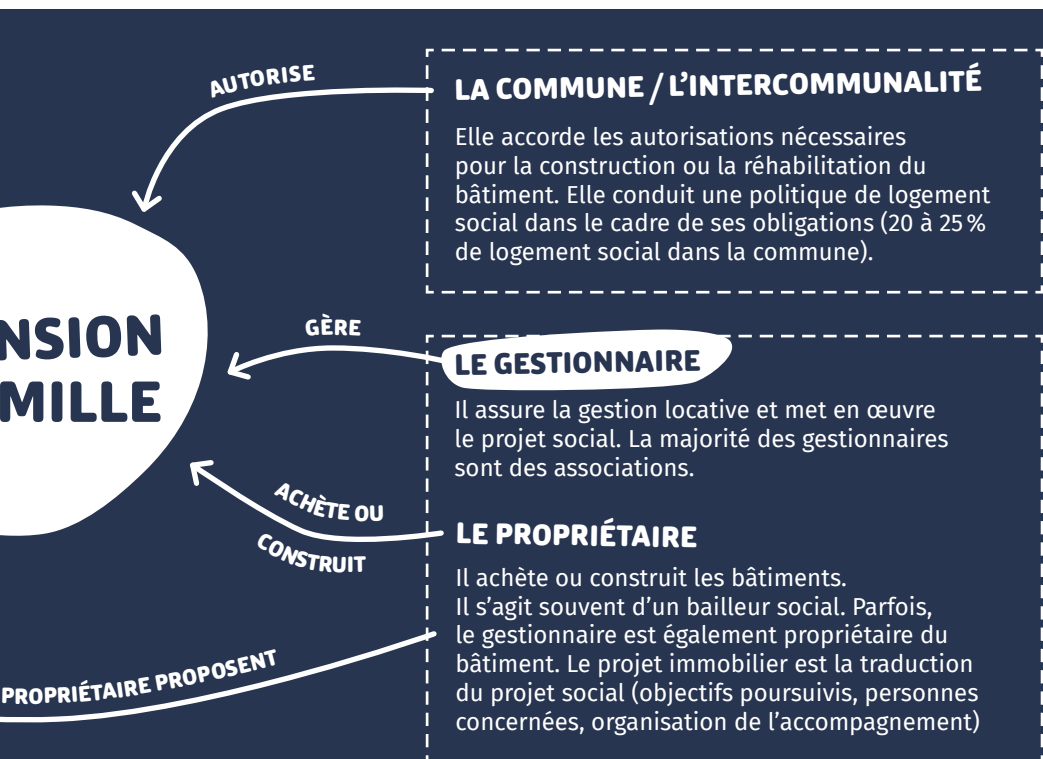 AUTORISE
LA COMMUNE / L’INTERCOMMUNALITÉ
Elle accorde les autorisations nécessaires
pour la construction ou la réhabilitation du
bâtiment. Elle conduit une politique de logement
social dans le cadre de ses obligations (20 à 25 %
de logement social dans la commune).
NSION
MILLE
GÈRE
LE GESTIONNAIRE
Il assure la gestion locative et met en œuvre
le projet social. La majorité des gestionnaires
sont des associations.
ACHÈTE OU
CONSTRUIT
LE PROPRIÉTAIRE
Il achète ou construit les bâtiments.
Il s’agit souvent d’un bailleur social. Parfois,
le gestionnaire est également propriétaire du
bâtiment. Le projet immobilier est la traduction
du projet social (objectifs poursuivis, personnes
concernées, organisation de l’accompagnement)
PROPRIÉTAIRE PROPOSENT